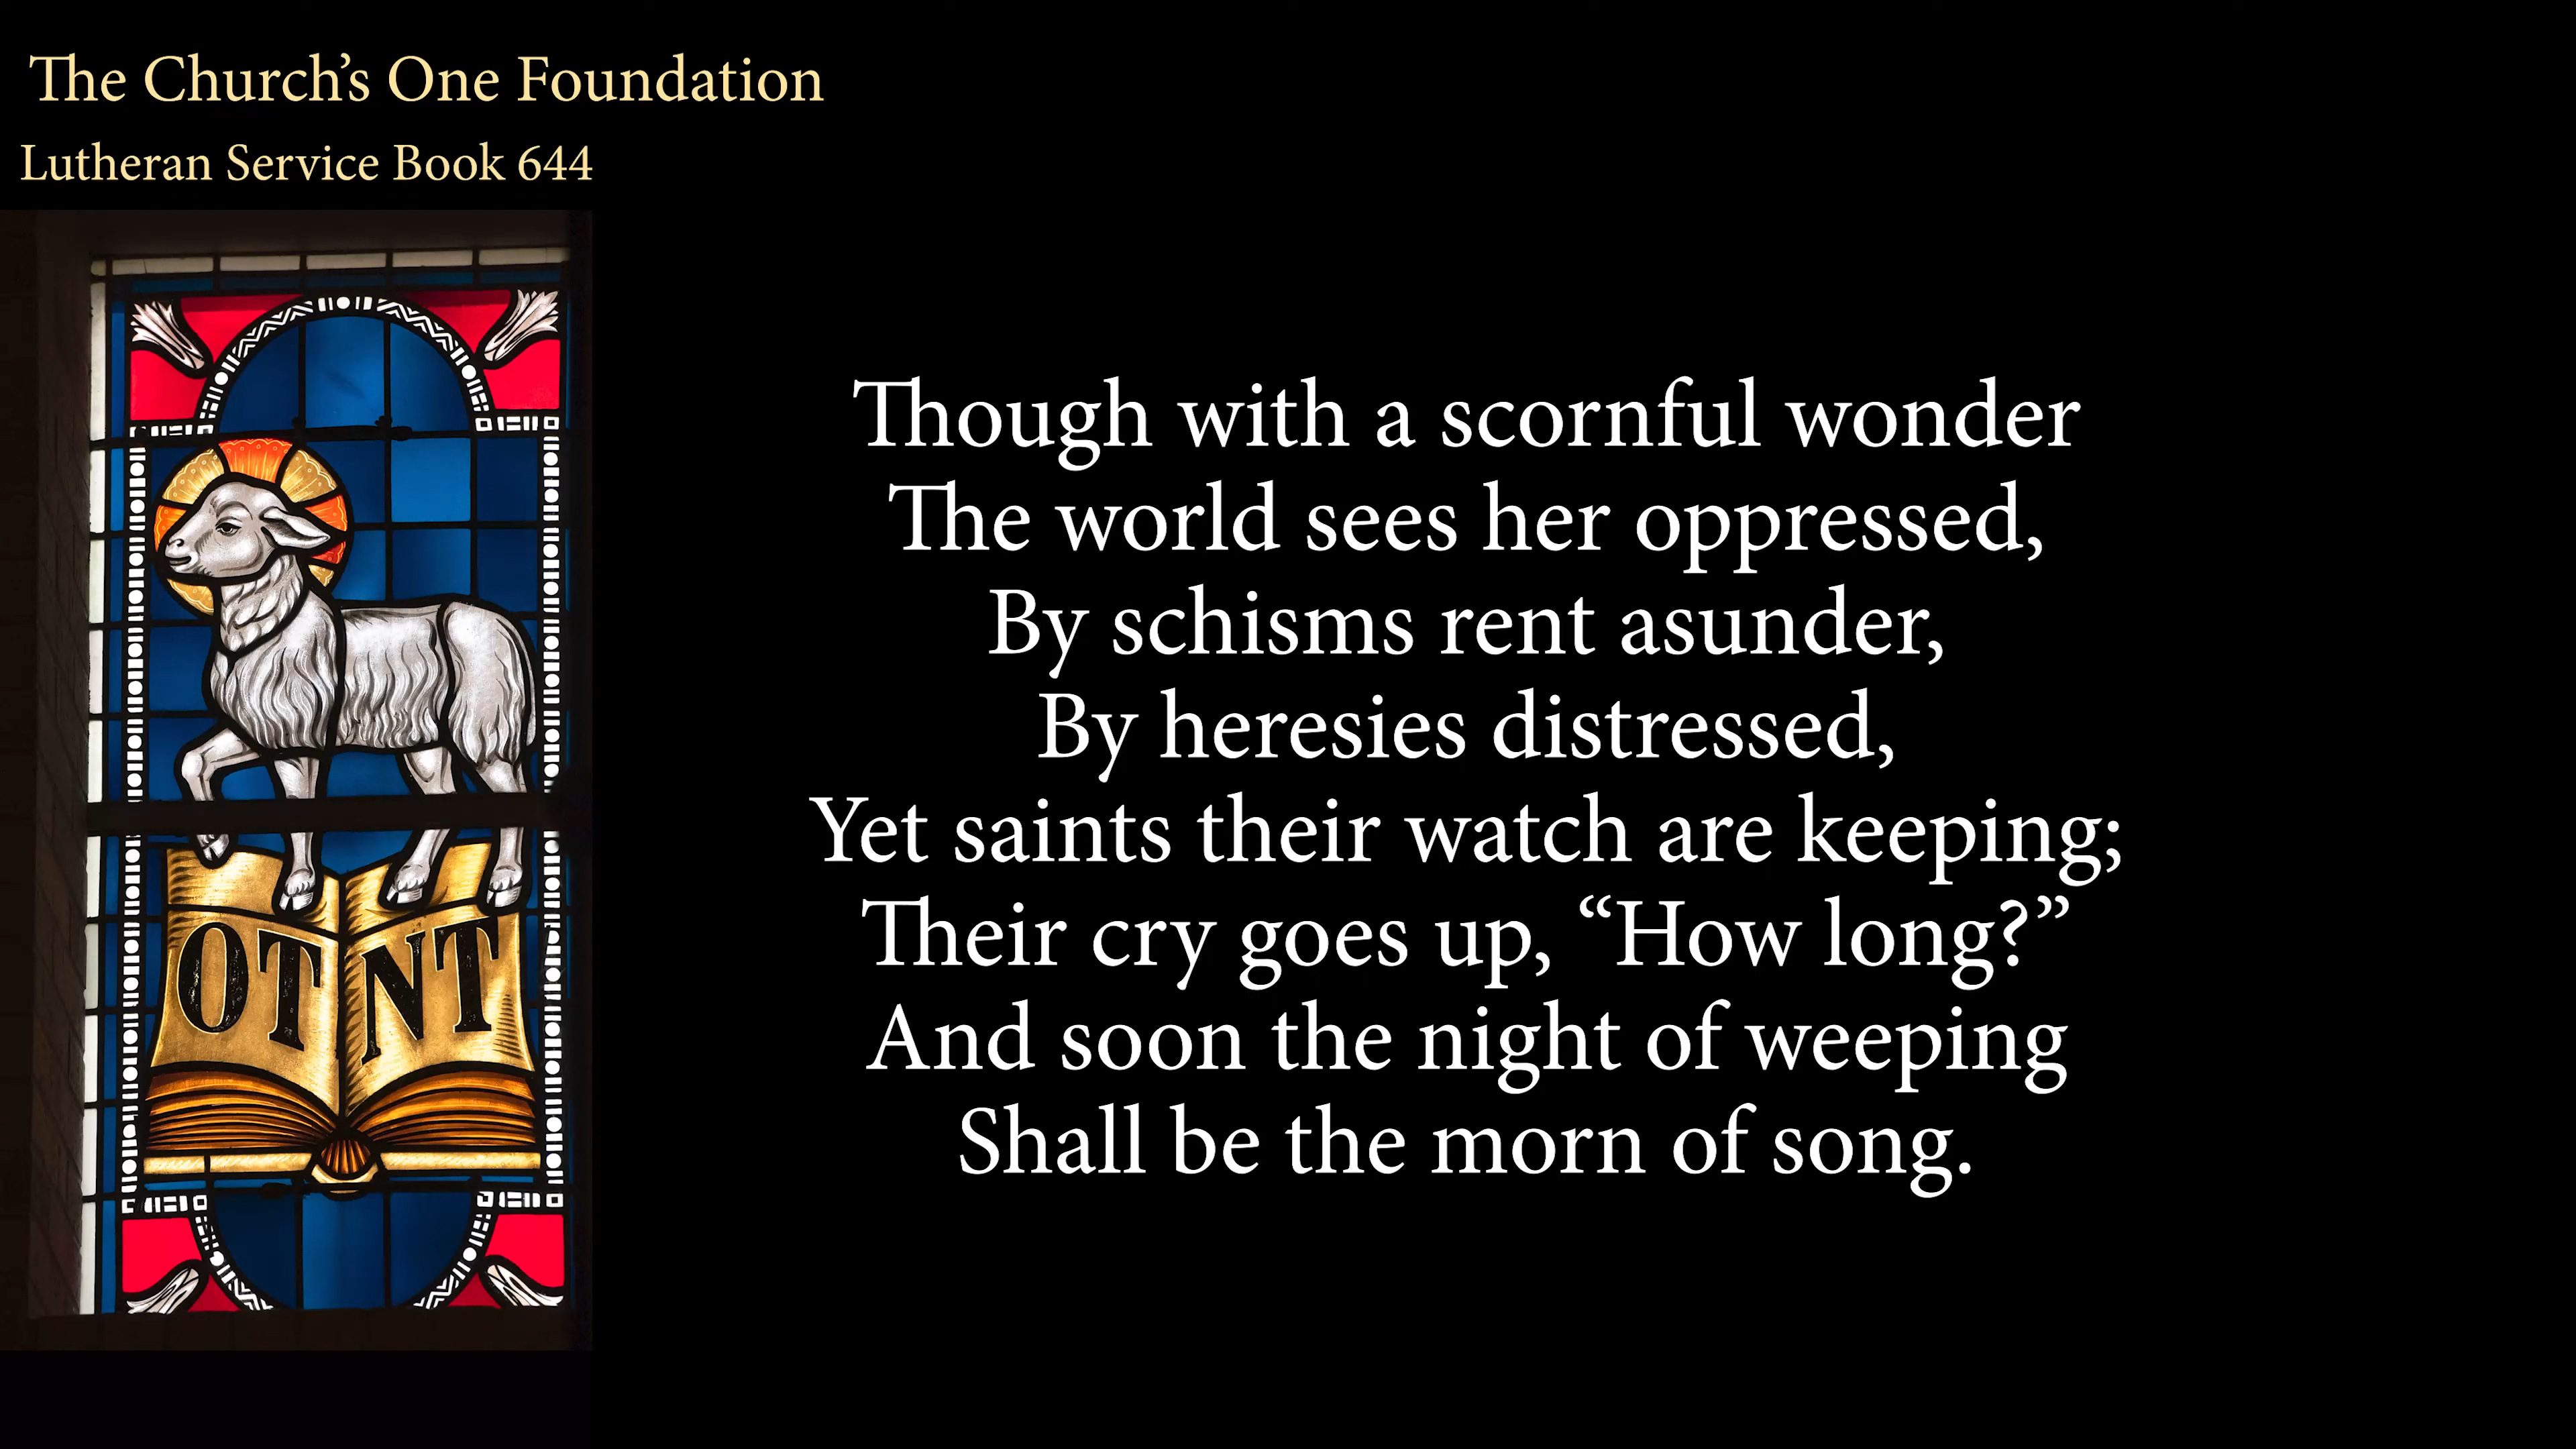 The Church’s One Foundation
Lutheran Service Book 644
Though with a scornful wonder
The world sees her oppressed,
By schisms rent asunder,
By heresies distressed,
Yet saints their watch are keeping;
Their cry goes up, “How long?”
And soon the night of weeping
Shall be the morn of song.
OT NT